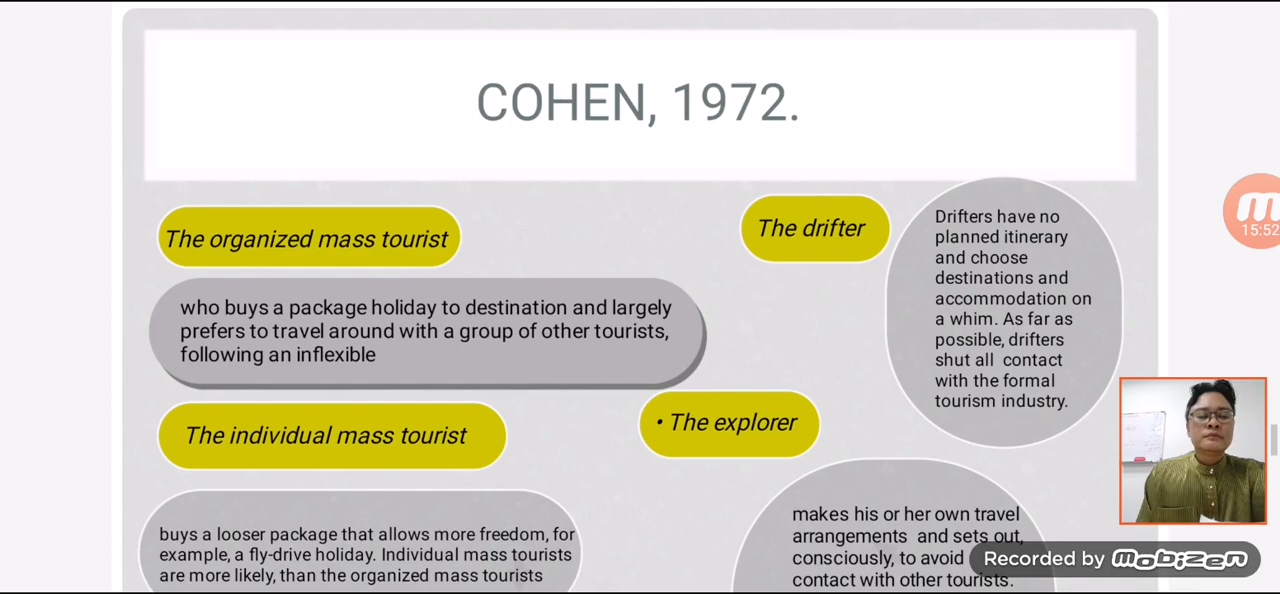 COHEN, 1972.
The organized mass tourist
who buys a package holiday to destination and largely
prefers to travel around with a group of other tourists,
following an inflexible
The individual mass tourist
buys a looser package that allows more freedom, for
example, a fly-drive holiday. Individual mass tourists
are more likely, than the organized mass tourists
The drifter
Drifters have no
planned itinerary
and choose
destinations and
accommodation on
a whim. As far as
possible, drifters
shut all contact
with the formal
tourism industry.
• The explorer
makes his or her own travel
arrangements and sets out,
consciously, to avoid
contact with other tourists.
15:52
Recorded by mobizen